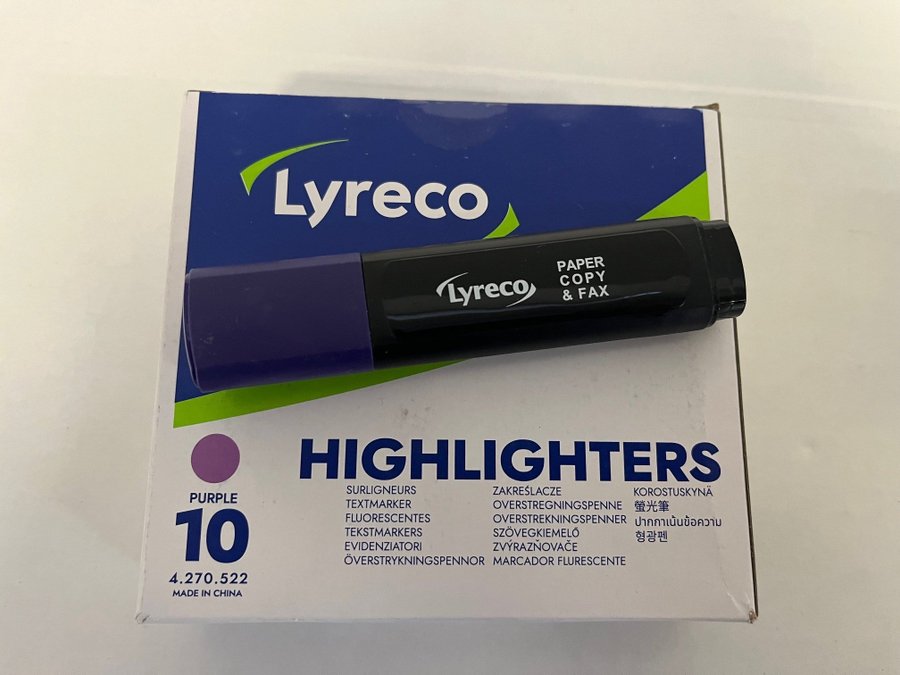 Lyreco
Lyreco
PAPER
COPY
& FAX
PURPLE
10
4.270.522
MADE IN CHINA
HIGHLIGHTERS
SURLIGNEURS
TEXTMARKER
FLUORESCENTES
TEKSTMARKERS
EVIDENZIATORI
ÖVERSTRYKNINGSPENNOR
ZAKREŚLACZE
OVERSTREGNINGSPENNE
OVERSTREKNINGSPENNER
SZÖVEGKIEMELŐ
ZVÝRAZŇOVAČE
MARCADOR FLURESCENTE
KOROSTUSKYNÄ
螢光筆
ปากกาเน้นข้อความ
형광펜